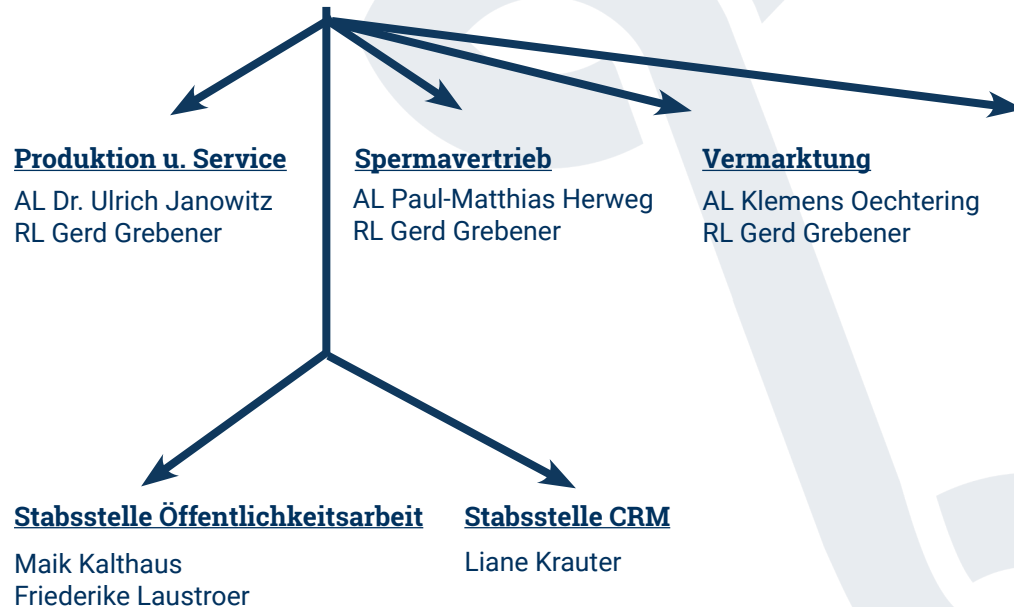 Produktion u. Service
AL Dr. Ulrich Janowitz
RL Gerd Grebener
Spermavertrieb
AL Paul-Matthias Herweg
RL Gerd Grebener
Vermarktung
AL Klemens Oechtering
RL Gerd Grebener
Stabsstelle Öffentlichkeitsarbeit
Maik Kalthaus
Friederike Laustroer
Stabsstelle CRM
Liane Krauter